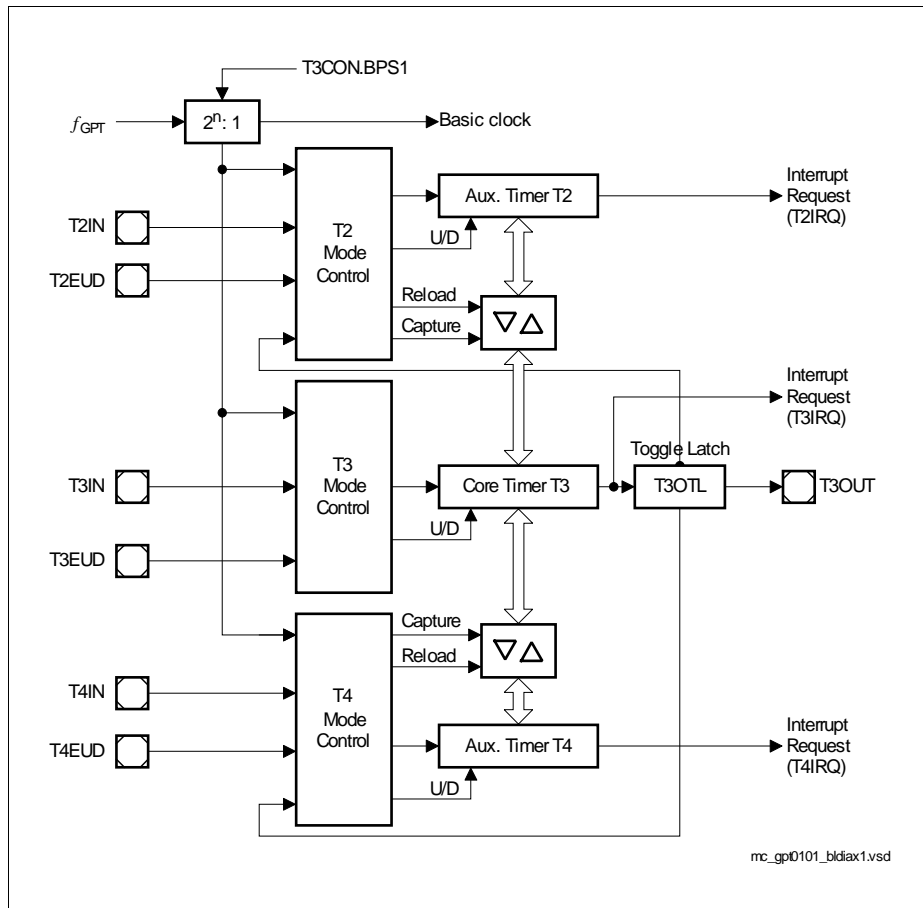 T3CON.BPS1
fGPT
2ⁿ: 1
Basic clock
T2IN
T2EUD
T2
Mode
Control
Aux. Timer T2
U/D
Reload
Capture
Interrupt
Request
(T2IRQ)
Interrupt
Request
(T3IRQ)
T3IN
T3EUD
T3
Mode
Control
Core Timer T3
U/D
Toggle Latch
T3OTL
T3OUT
Capture
Reload
T4IN
T4EUD
T4
Mode
Control
Aux. Timer T4
U/D
Interrupt
Request
(T4IRQ)
mc_gpt0101_bldiax1.vsd